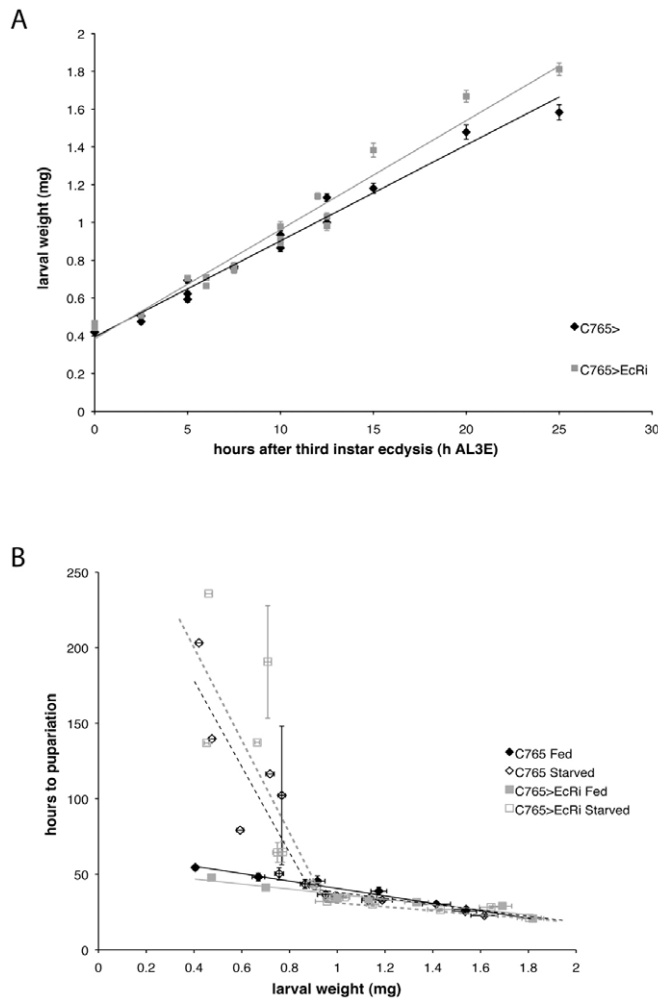 A
2
1.8
1.6
1.4
1.2
1
0.8
0.6
0.4
0.2
0
larval weight (mg)
C765>
C765>EcRi
0 5 10 15 20 25 30
hours after third instar ecdysis (h AL3E)
B
250
200
150
100
50
0
hours to pupariation
C765 Fed
C765 Starved
C765>EcRi Fed
C765>EcRi Starved
0 0.2 0.4 0.6 0.8 1 1.2 1.4 1.6 1.8 2
larval weight (mg)